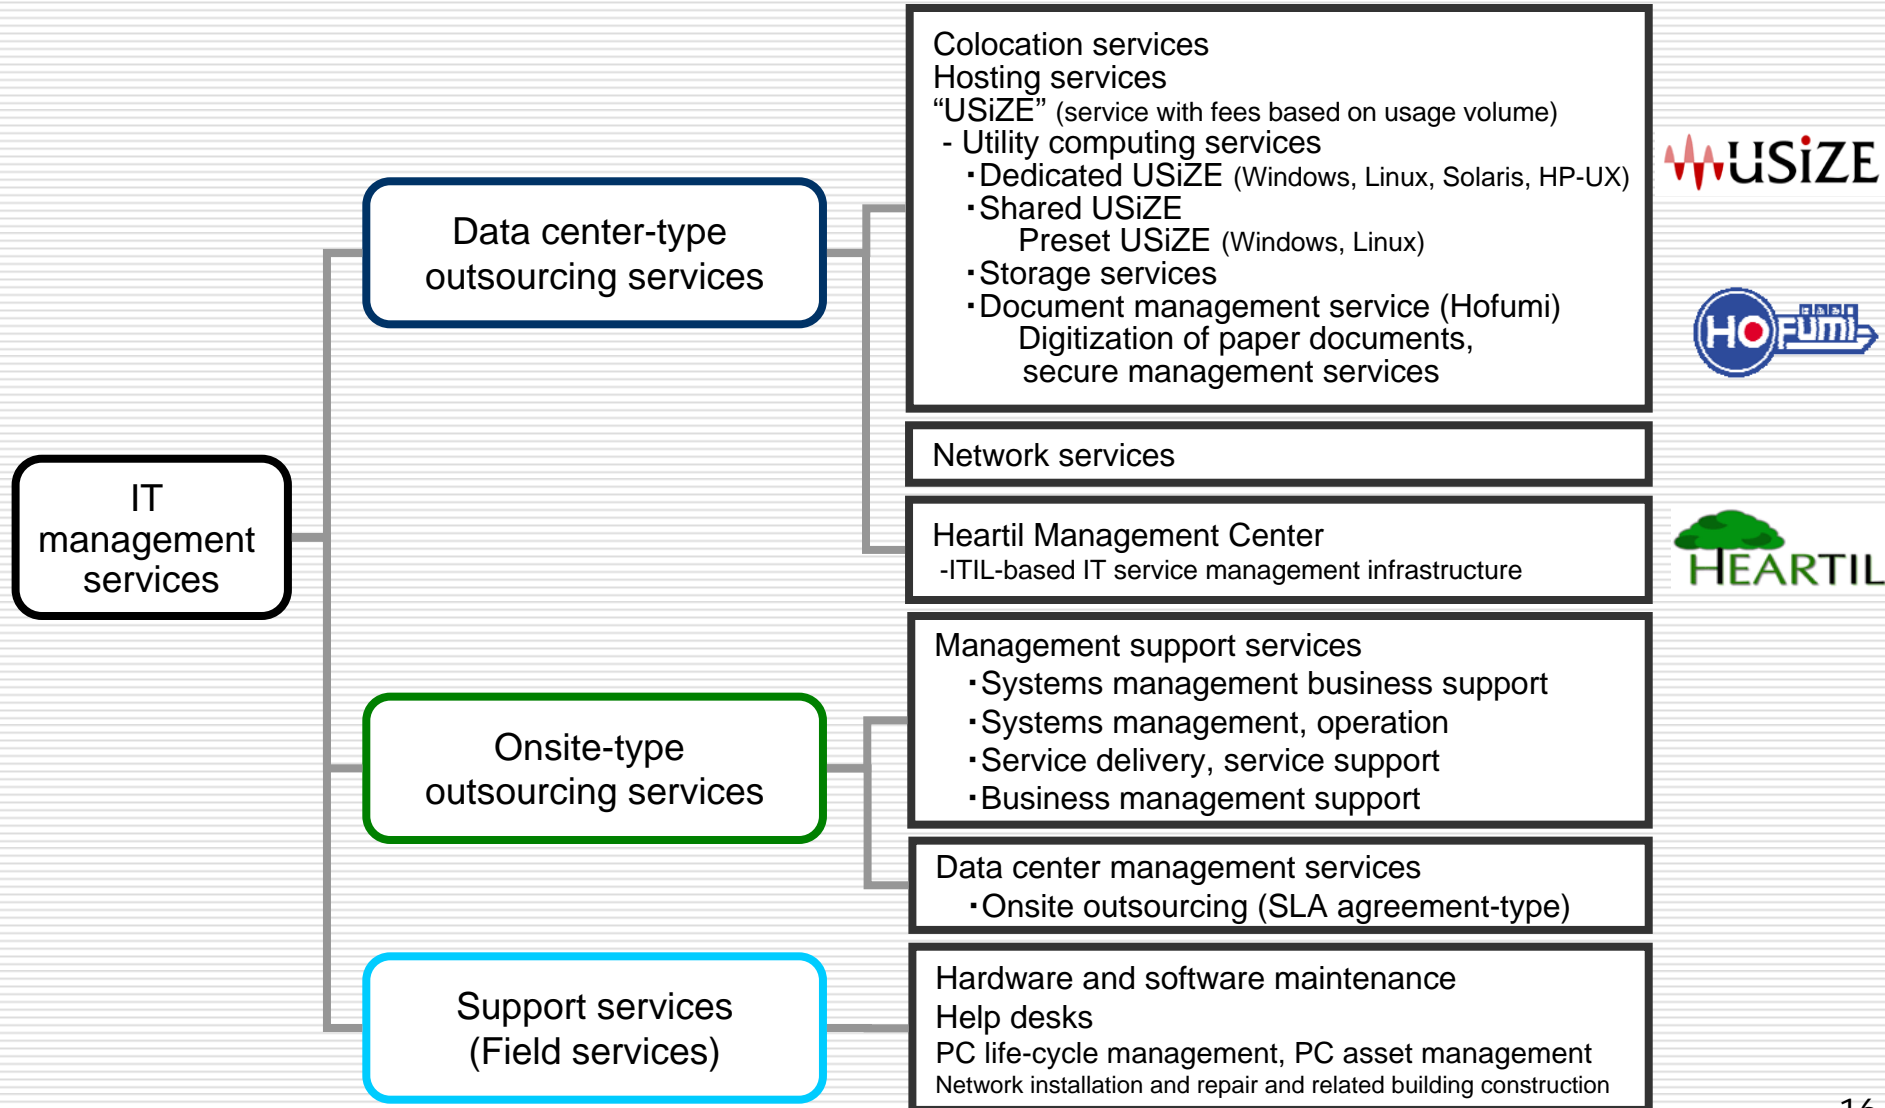 IT
management
services
Data center-type
outsourcing services
Colocation services
Hosting services
“USiZE” (service with fees based on usage volume)
- Utility computing services
・Dedicated USiZE (Windows, Linux, Solaris, HP-UX)
・Shared USiZE
Preset USiZE (Windows, Linux)
・Storage services
・Document management service (Hofumi)
Digitization of paper documents,
secure management services
USiZE
HOFUMI
Network services
Heartil Management Center
-ITIL-based IT service management infrastructure
HEARTIL
Onsite-type
outsourcing services
Management support services
・Systems management business support
・Systems management, operation
・Service delivery, service support
・Business management support
Data center management services
・Onsite outsourcing (SLA agreement-type)
Support services
(Field services)
Hardware and software maintenance
Help desks
PC life-cycle management, PC asset management
Network installation and repair and related building construction
16